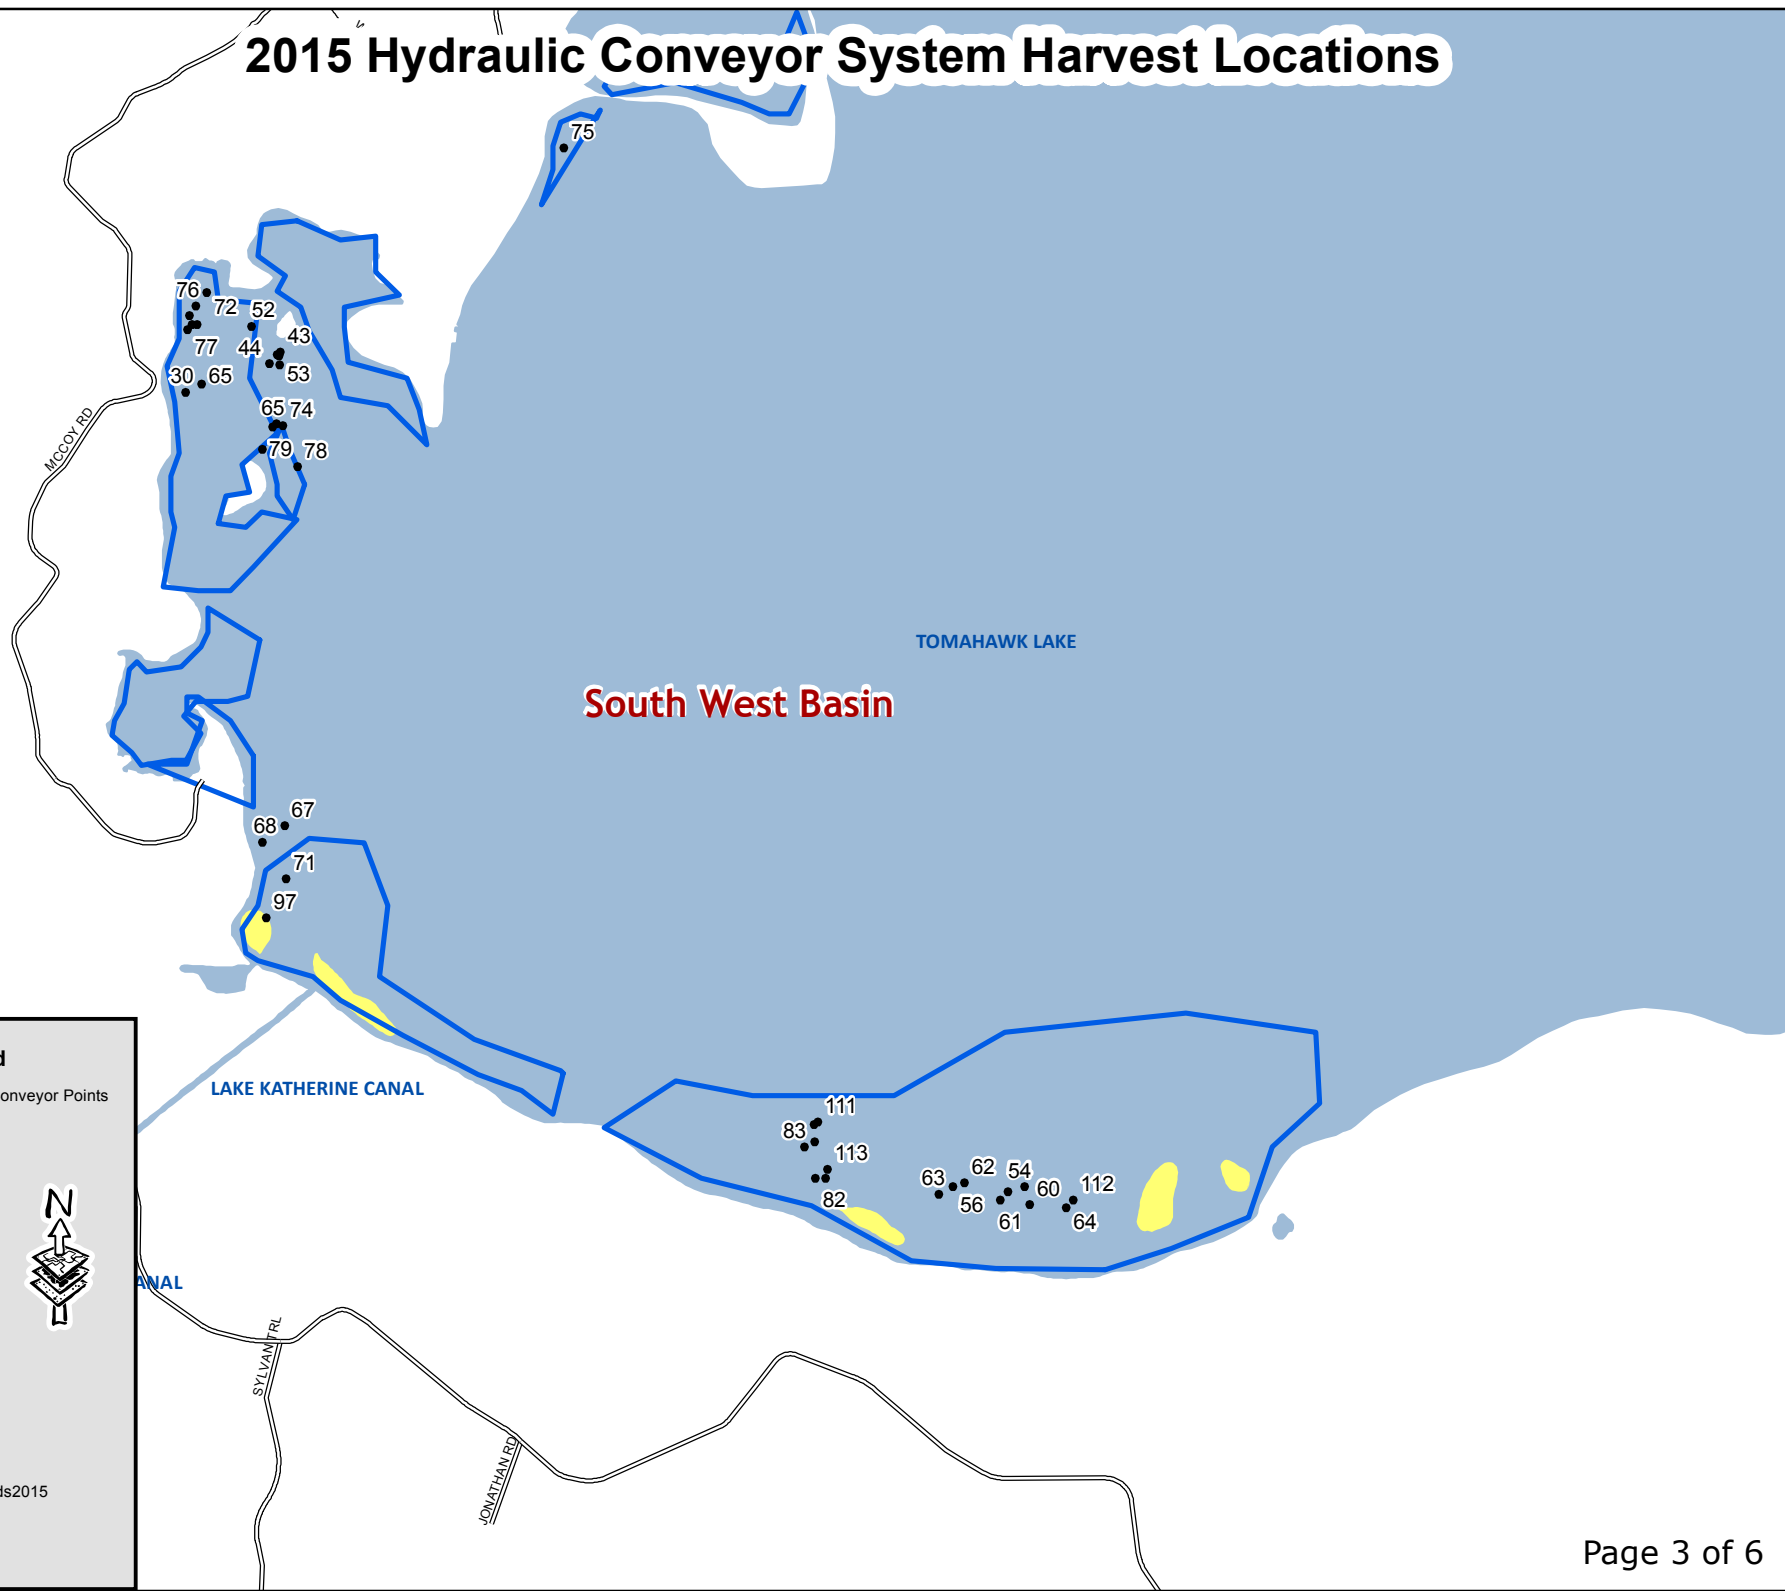 2015 Hydraulic Conveyor System Harvest Locations
75
76
72
52
43
44
77
53
30
65
65
74
79
78
MCCOY RD
TOMAHAWK LAKE
South West Basin
67
68
71
97
d
onveyor Points
LAKE KATHERINE CANAL
111
83
113
82
63
62
54
56
60
112
61
64
N
ANAL
SYLVAN TRL
JONATHAN RD
ds2015
Page 3 of 6